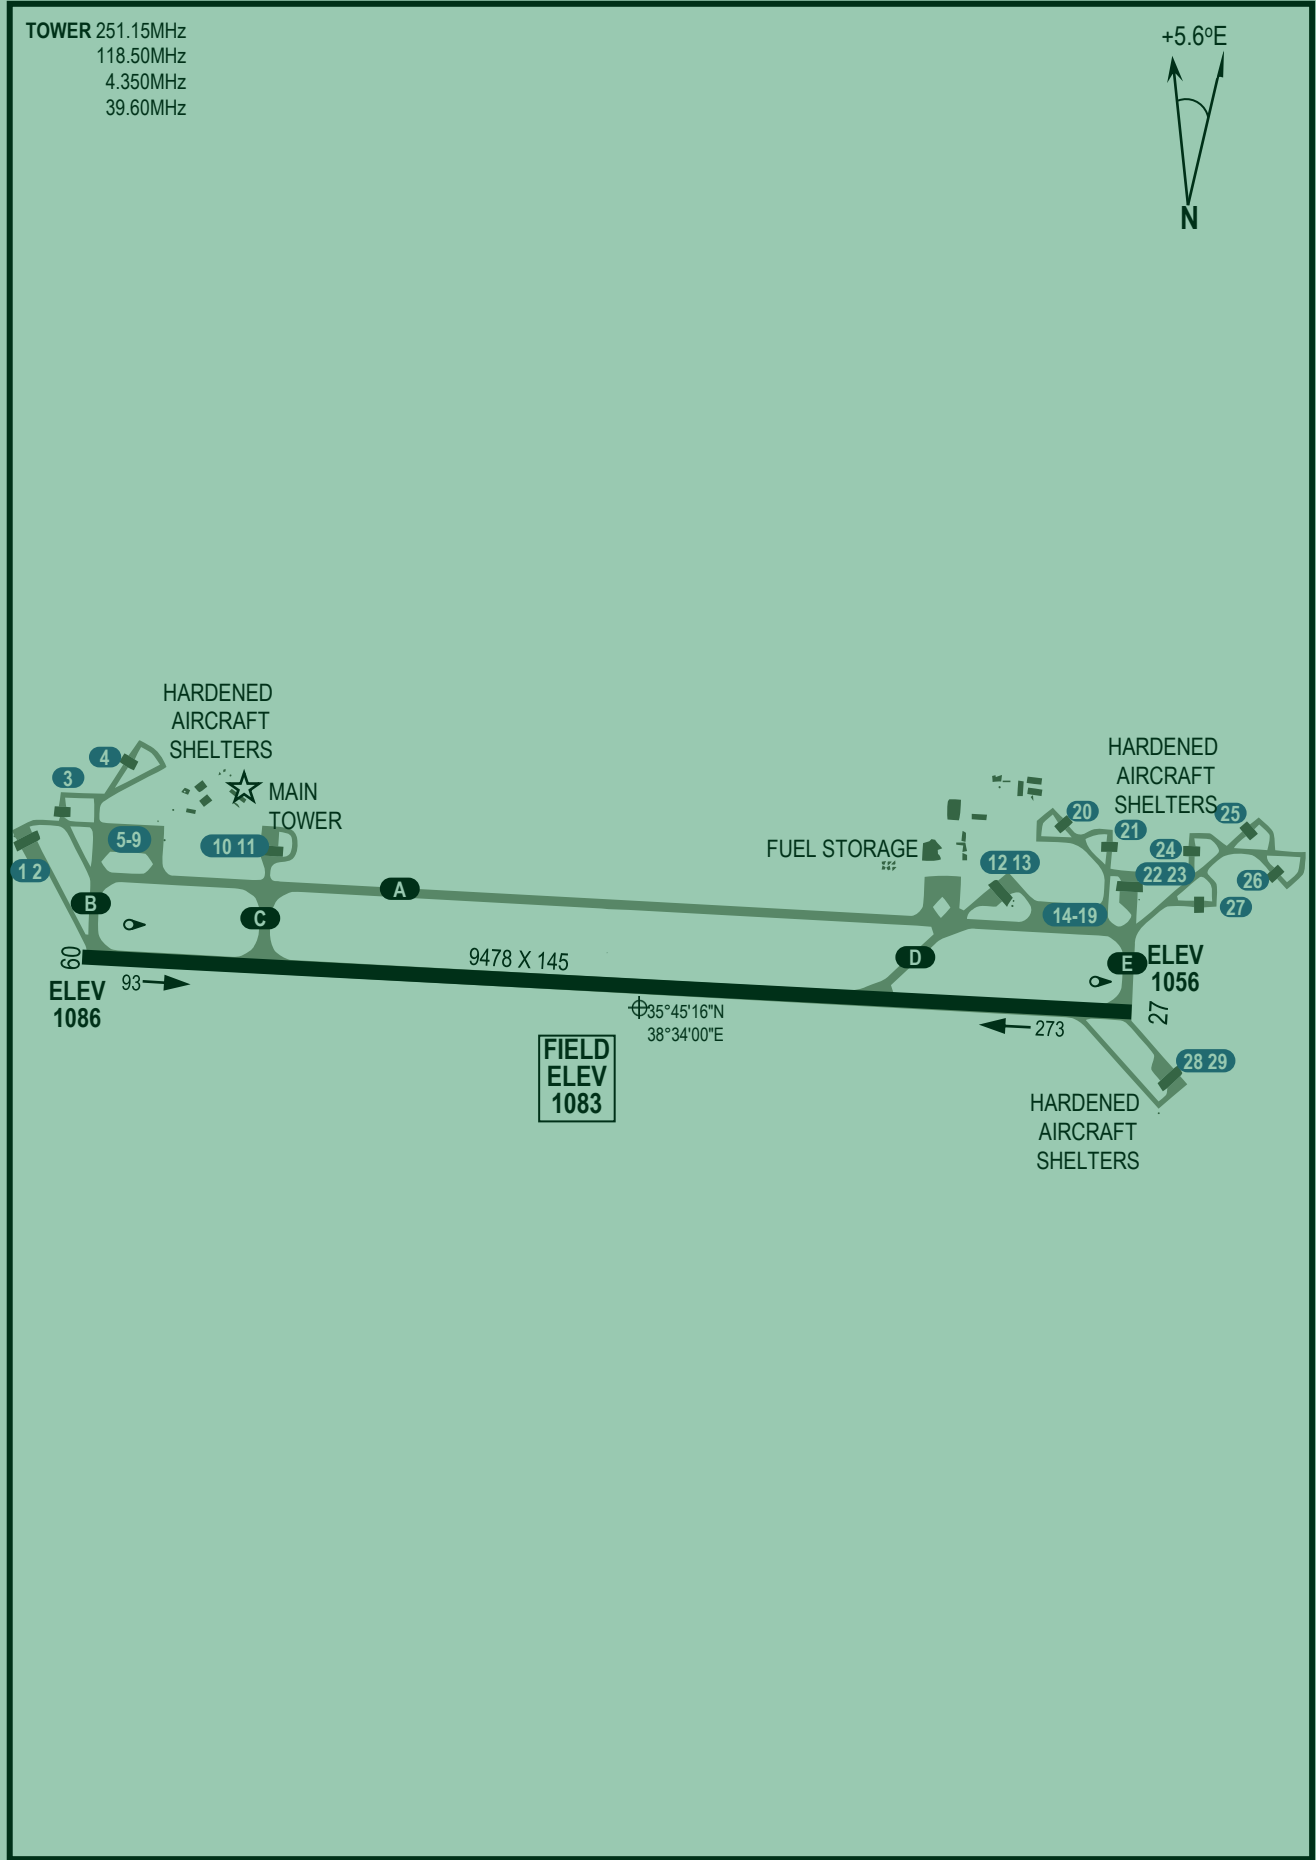 TOWER 251.15MHz
118.50MHz
4.350MHz
39.60MHz
+5.6ºE
N
HARDENED
AIRCRAFT
SHELTERS
4
3
MAIN
TOWER
5-9
10 11
1 2
A
B
C
HARDENED
AIRCRAFT
SHELTERS
20
25
21
FUEL STORAGE
24
12 13
22 23
26
27
14-19
D
E
ELEV
1056
09
9478 X 145
93
ELEV
1086
35°45'16"N
38°34'00"E
27
273
FIELD
ELEV
1083
28 29
HARDENED
AIRCRAFT
SHELTERS